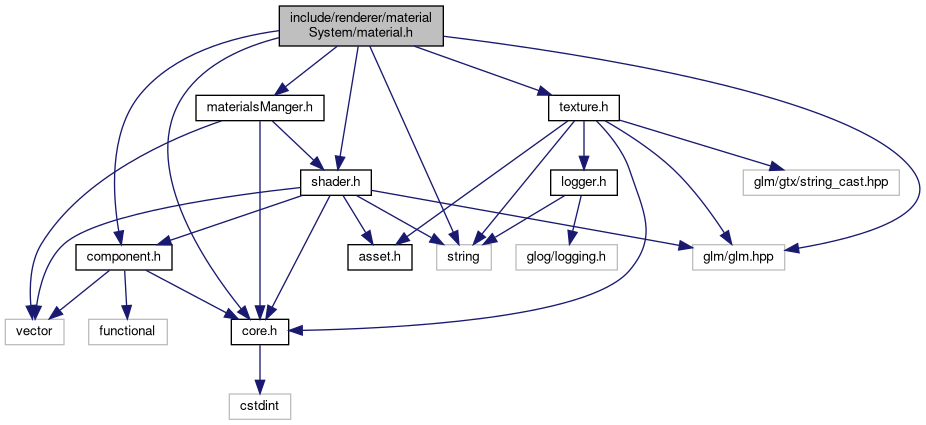 include/renderer/material
System/material.h
materialsManger.h
texture.h
shader.h
logger.h
glm/gtx/string_cast.hpp
component.h
asset.h
string
glog/logging.h
glm/glm.hpp
vector
functional
core.h
cstdint